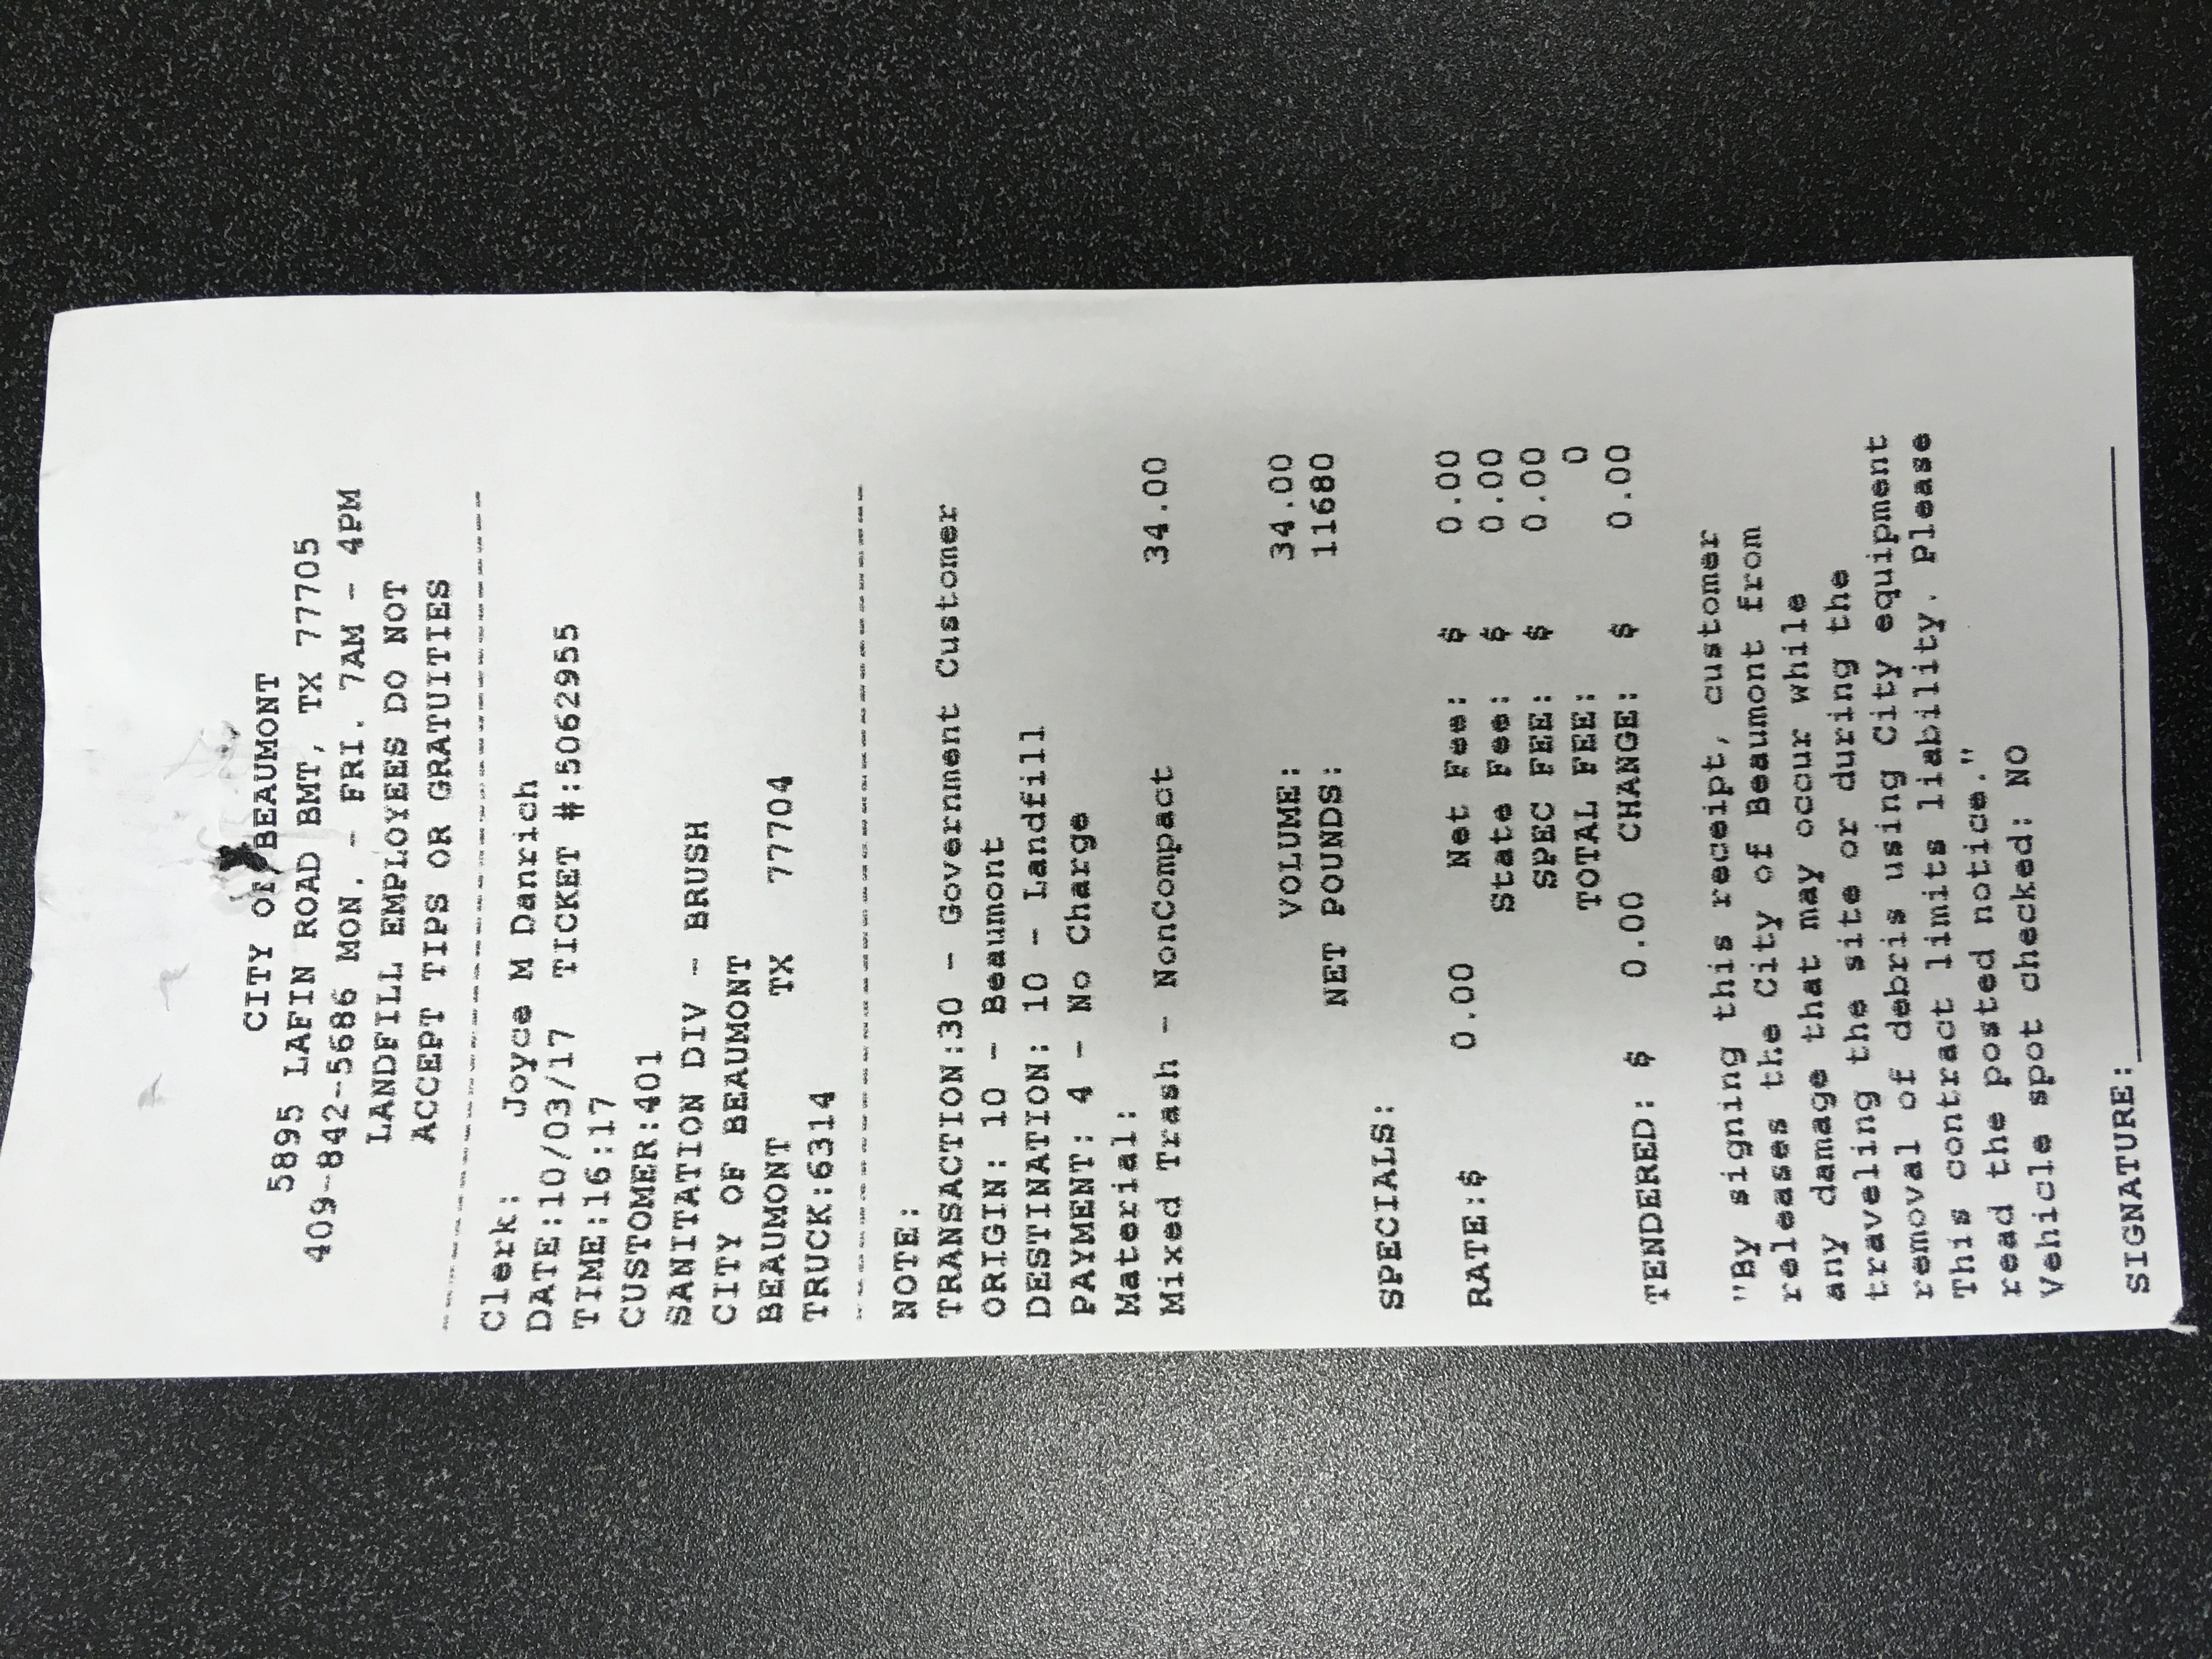 CITY OF BEAUMONT
5895 LAFIN ROAD BMT, TX 77705
409-842-5686 MON. - FRI. 7AM - 4PM
LANDFILL EMPLOYEES DO NOT
ACCEPT TIPS OR GRATUITIES
Clerk: Joyce M Danrich
DATE:10/03/17 TICKET #:5062955
TIME:16:17
CUSTOMER:401
SANITATION DIV - BRUSH
CITY OF BEAUMONT
BEAUMONT TX 77704
TRUCK:6314
NOTE:
TRANSACTION:30 - Government Customer
ORIGIN: 10 - Beaumont
DESTINATION: 10 - Landfill
PAYMENT: 4 - No Charge
Material:
Mixed Trash - NonCompact 34.00
VOLUME: 34.00
NET POUNDS: 11680
SPECIALS:
RATE:$ 0.00 Net Fee: $ 0.00
State Fee: $ 0.00
SPEC FEE: $ 0.00
TOTAL FEE: 0
TENDERED: $ 0.00 CHANGE: $ 0.00
"By signing this receipt, customer
releases the City of Beaumont from
any damage that may occur while
traveling the site or during the
removal of debris using City equipment
This contract limits liability. Please
read the posted notice."
Vehicle spot checked: NO
SIGNATURE: